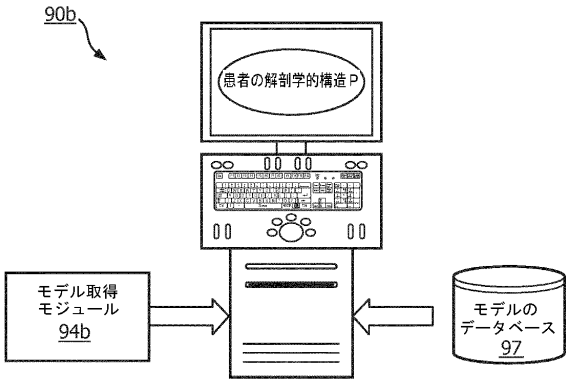 90b
患者の解剖学的構造P
モデル取得
モジュール
94b
モデルの
データベース
97